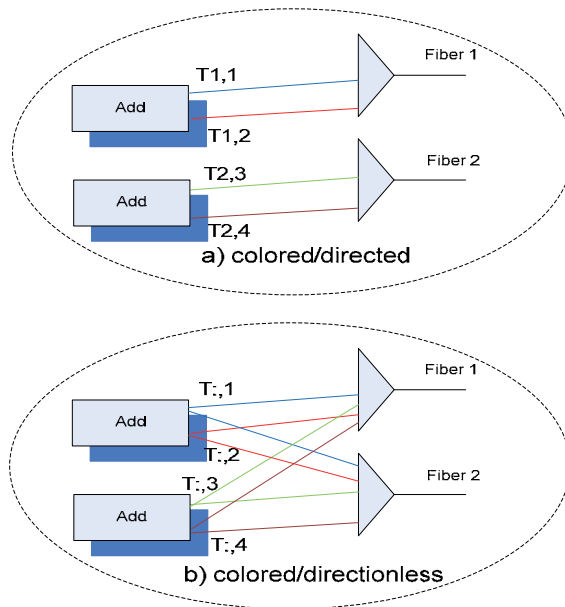 Fiber 1
T1,1
Add
T1,2
Fiber 2
T2,3
Add
T2,4
a) colored/directed
Fiber 1
T:,1
Add
T:,2
Fiber 2
T:,3
Add
T:,4
b) colored/directionless